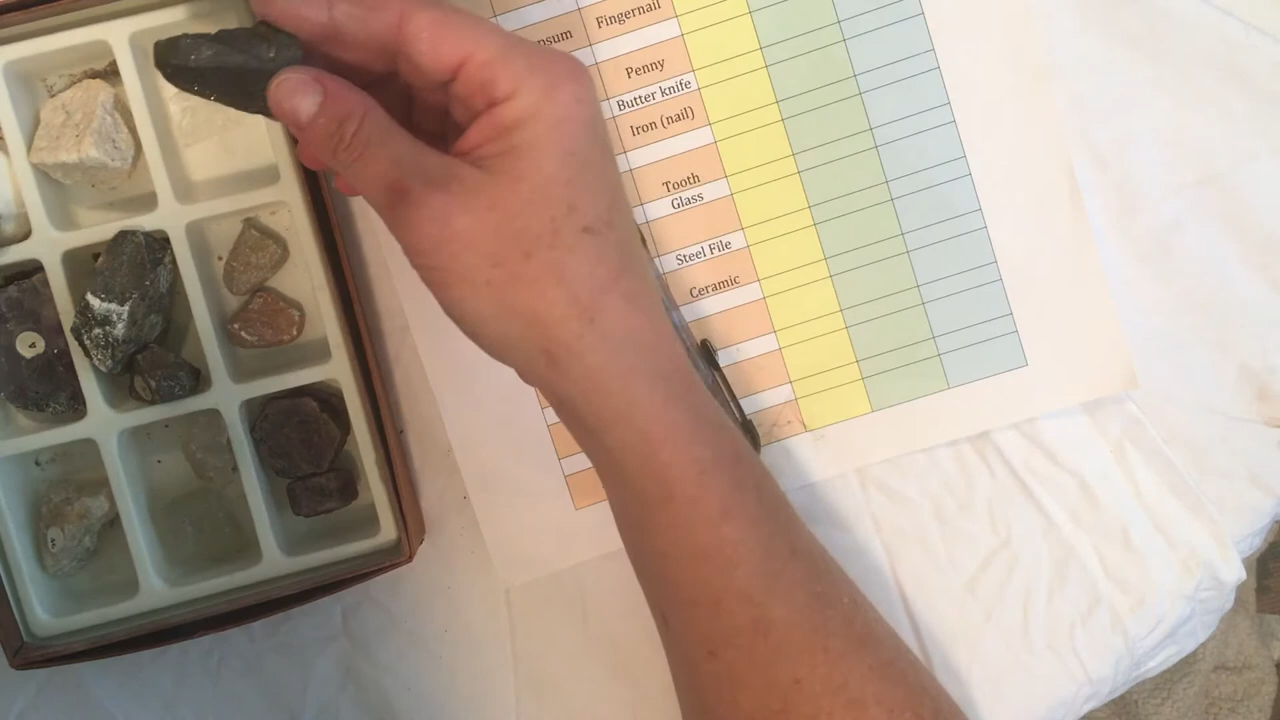 Fingernail
Penny
Butter knife
Iron (nail)
Tooth
Glass
Steel File
Ceramic